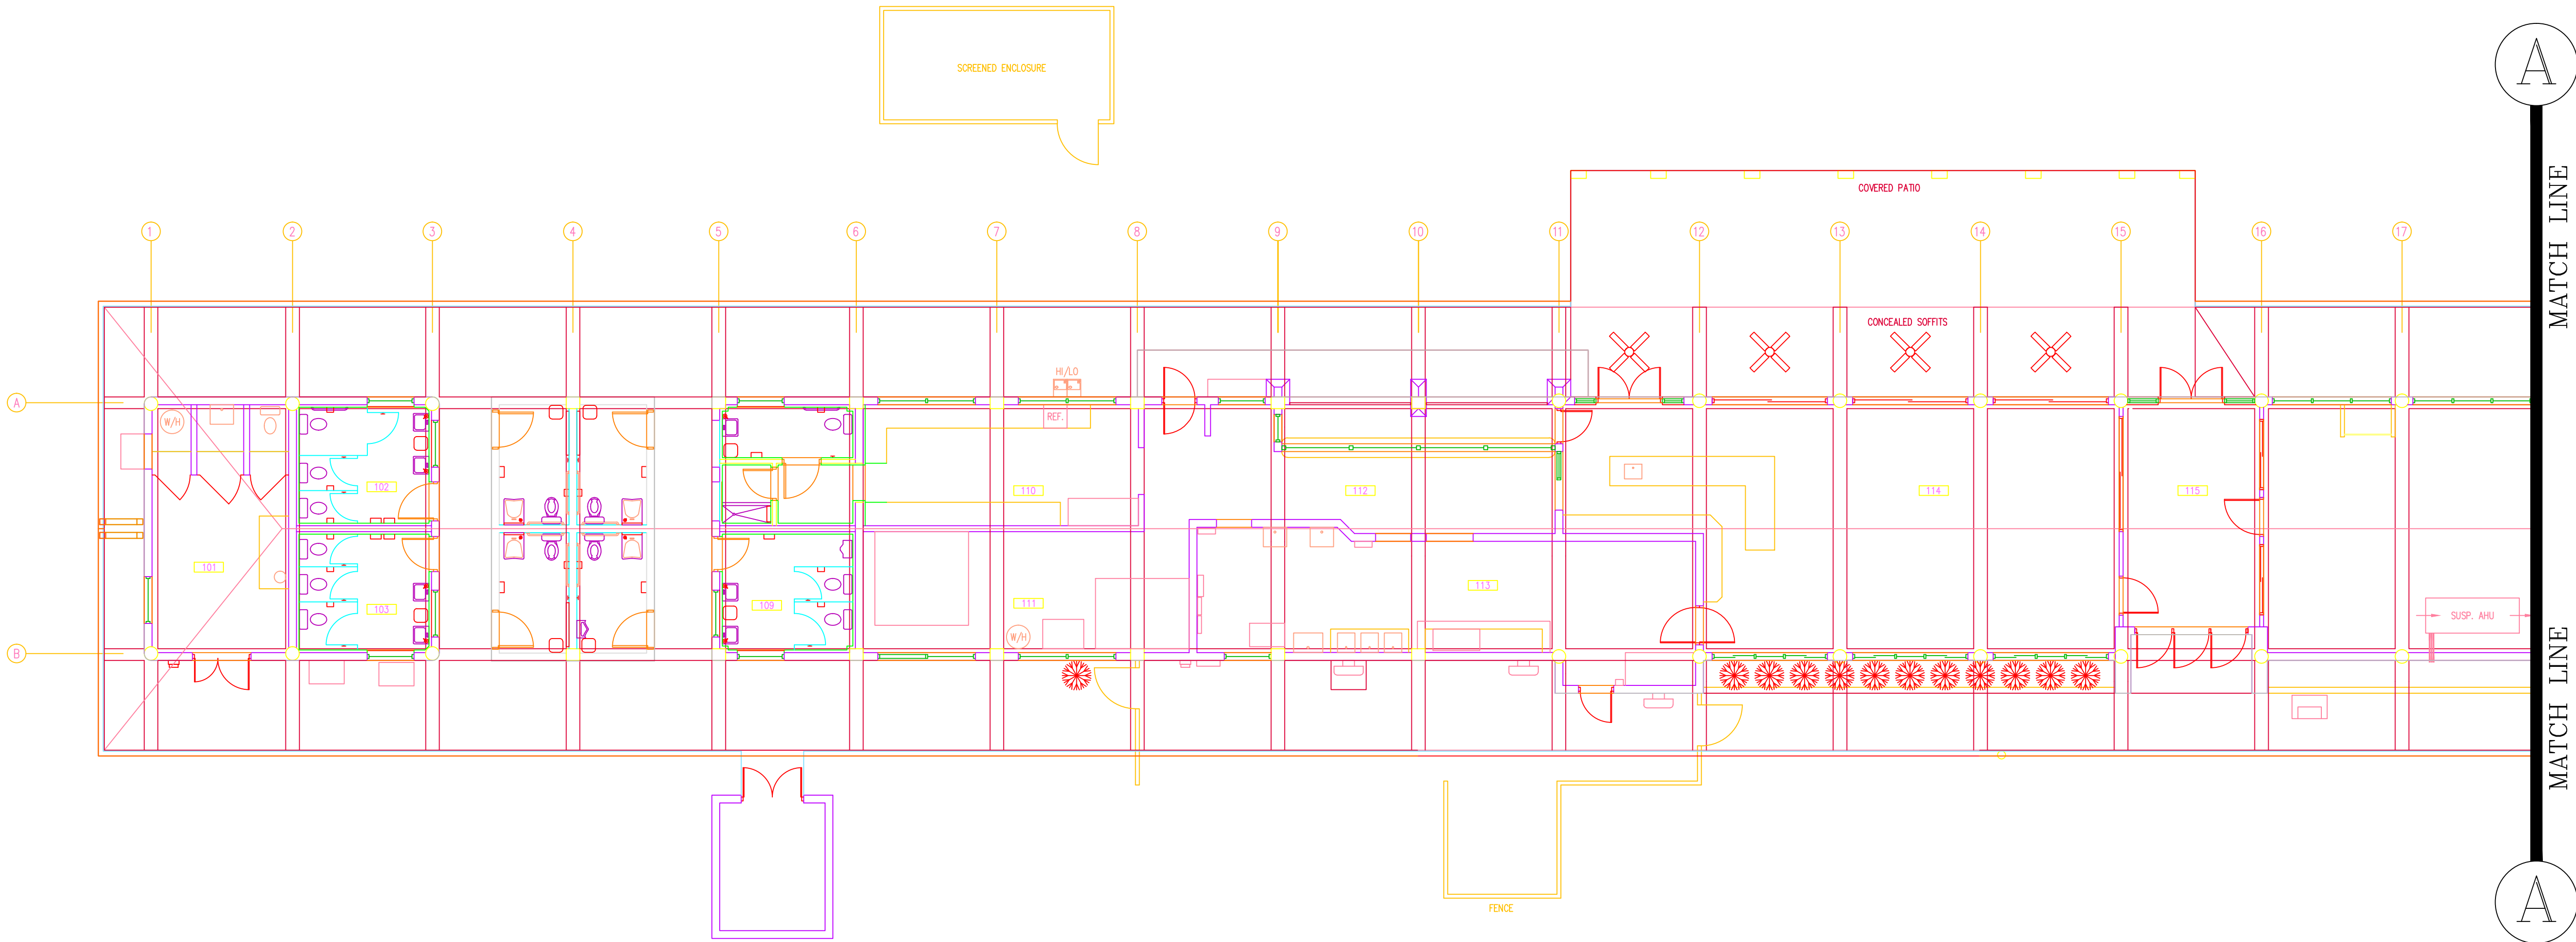 SCREENED ENCLOSURE
A
MATCH LINE
COVERED PATIO
1 2 3 4 5 6 7 8 9 10 11 12 13 14 15 16 17
CONCEALED SOFFITS
HI/LO
A
W/H
REF.
102
110
112
114
115
101
103
109
111
113
W/H
SUSP. AHU
B
MATCH LINE
FENCE
A